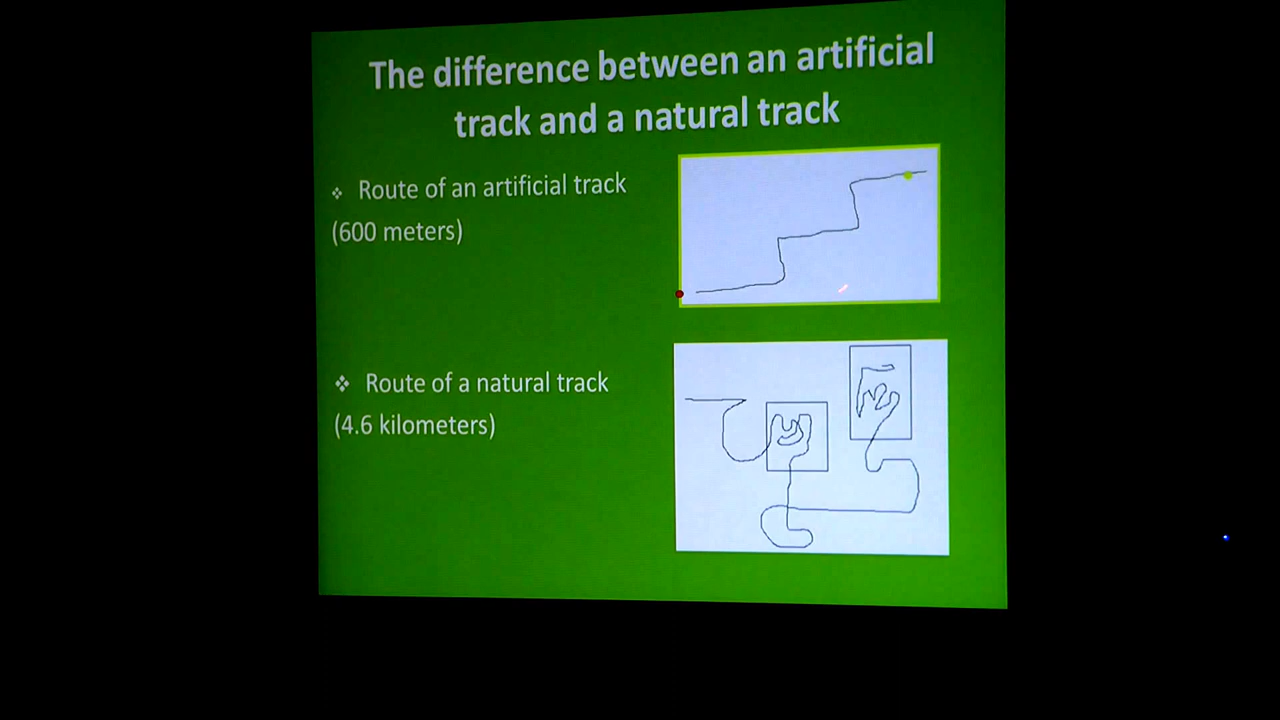 The difference between an artificial
track and a natural track
❖ Route of an artificial track
(600 meters)
❖ Route of a natural track
(4.6 kilometers)